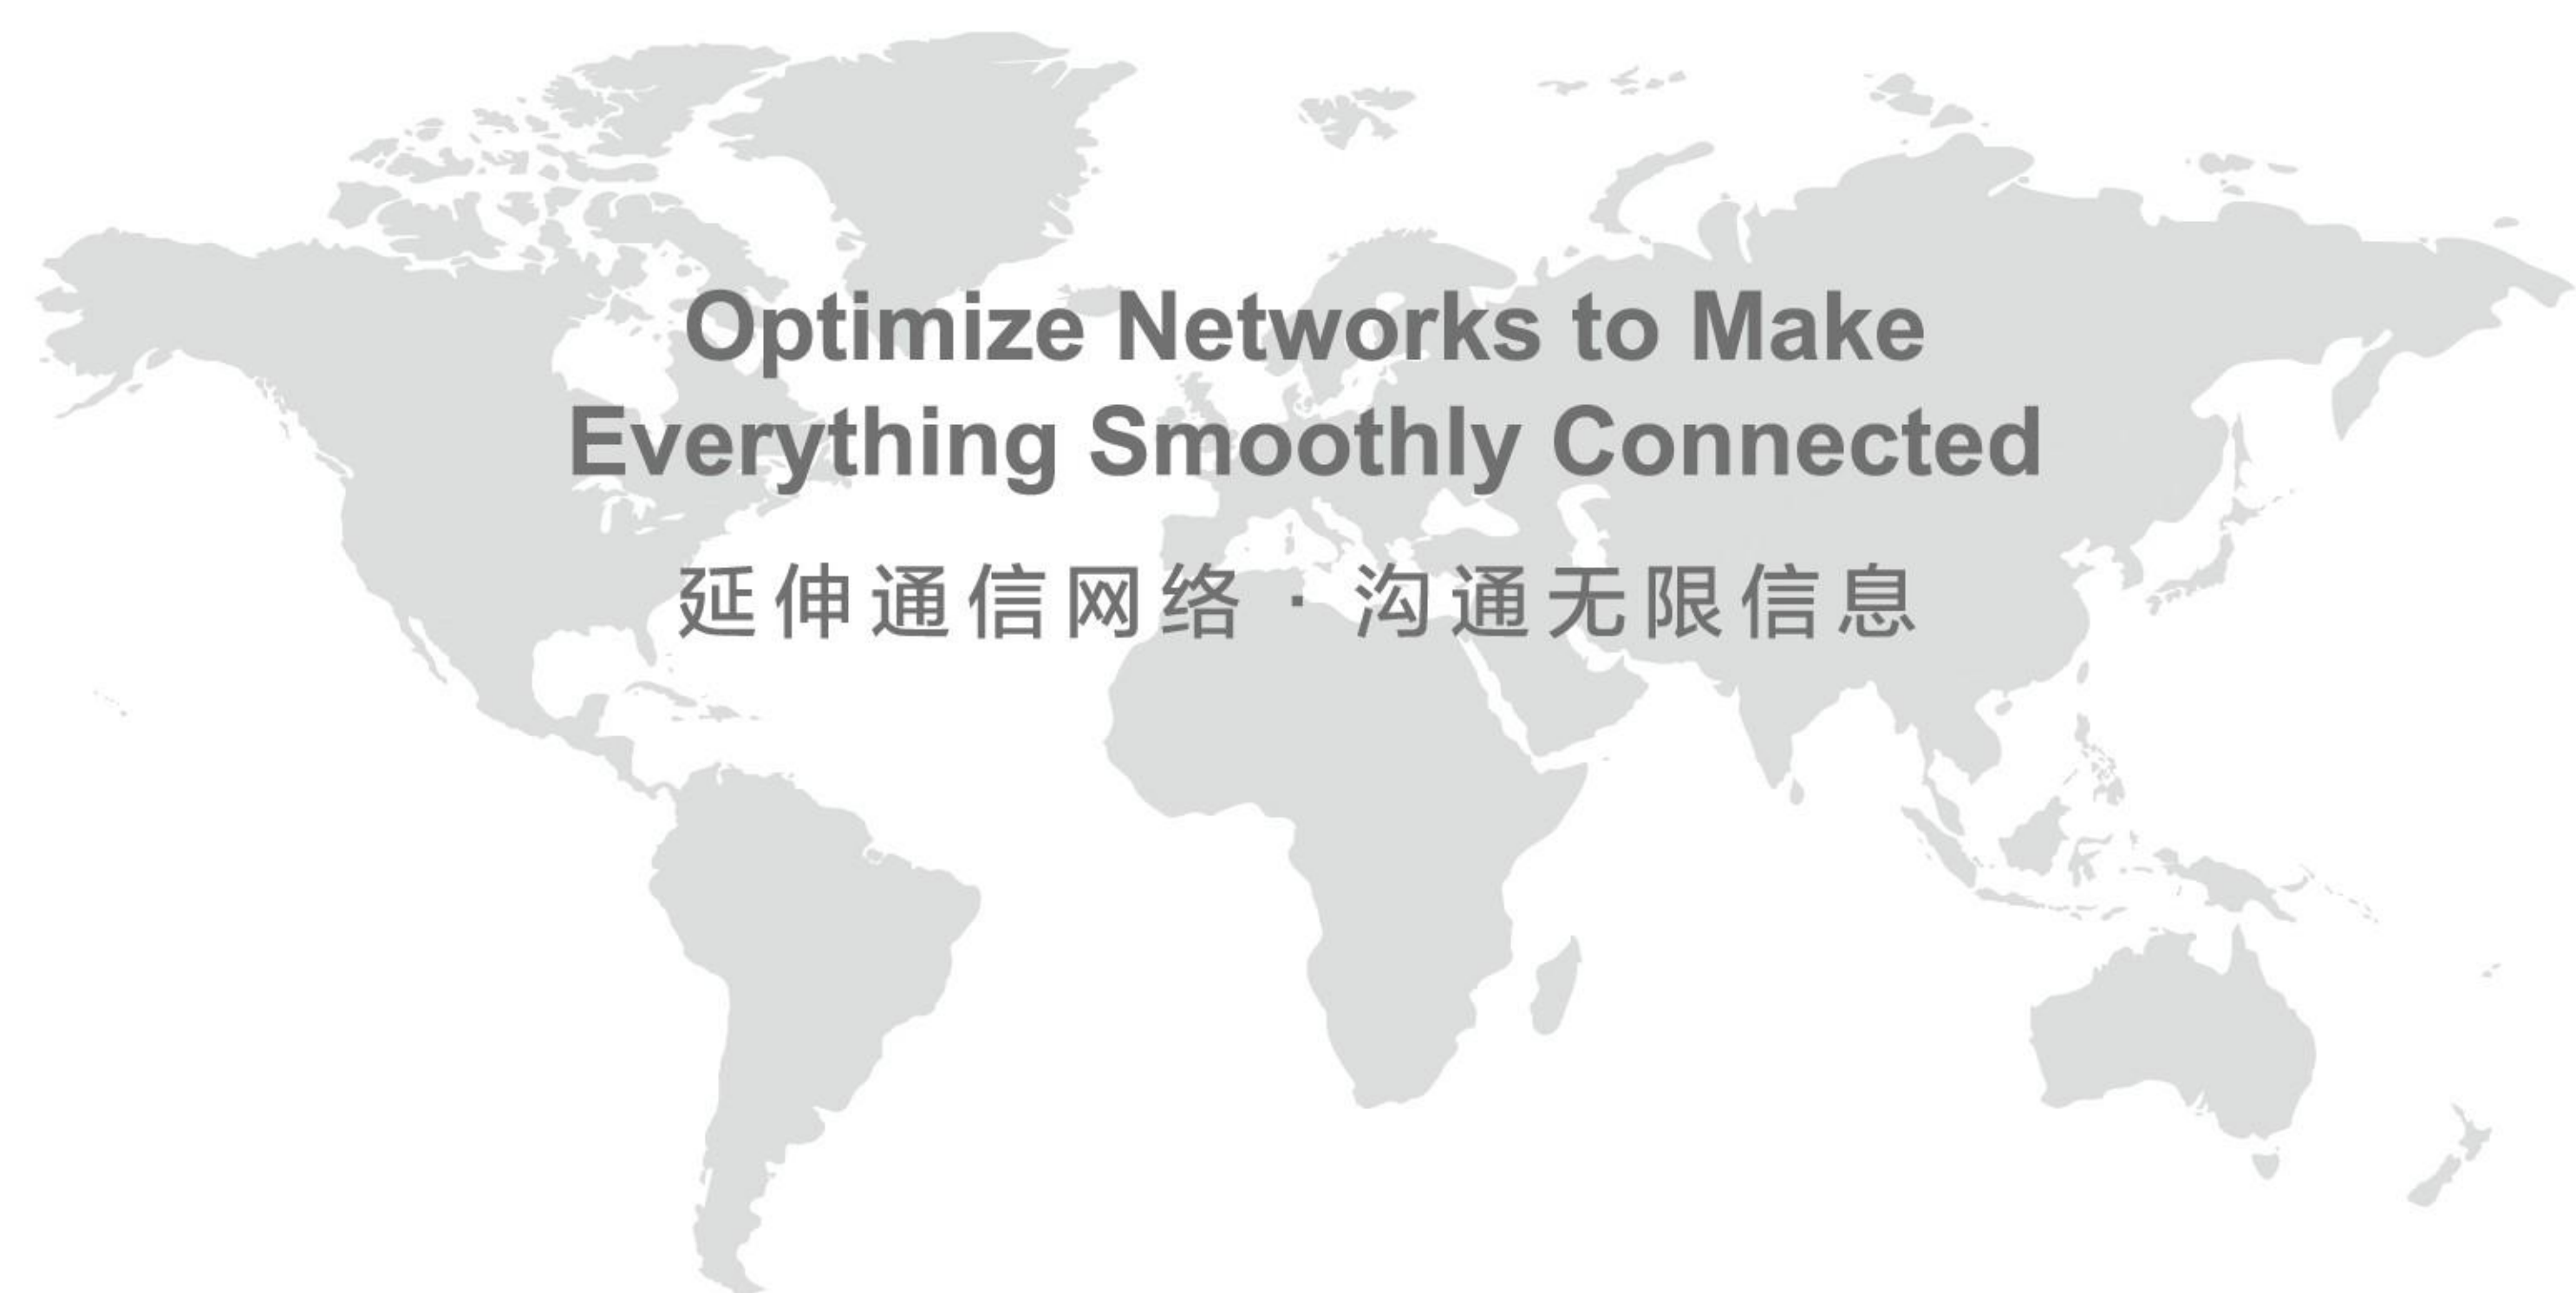 Optimize Networks to Make
Everything Smoothly Connected
延伸通信网络 · 沟通无限信息